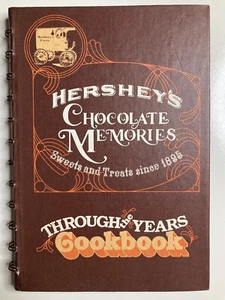 HERSHEY'S
CHOCOLATE
MEMORIES
Sweets and Treats since 1895
THROUGH the YEARS
Cookbook